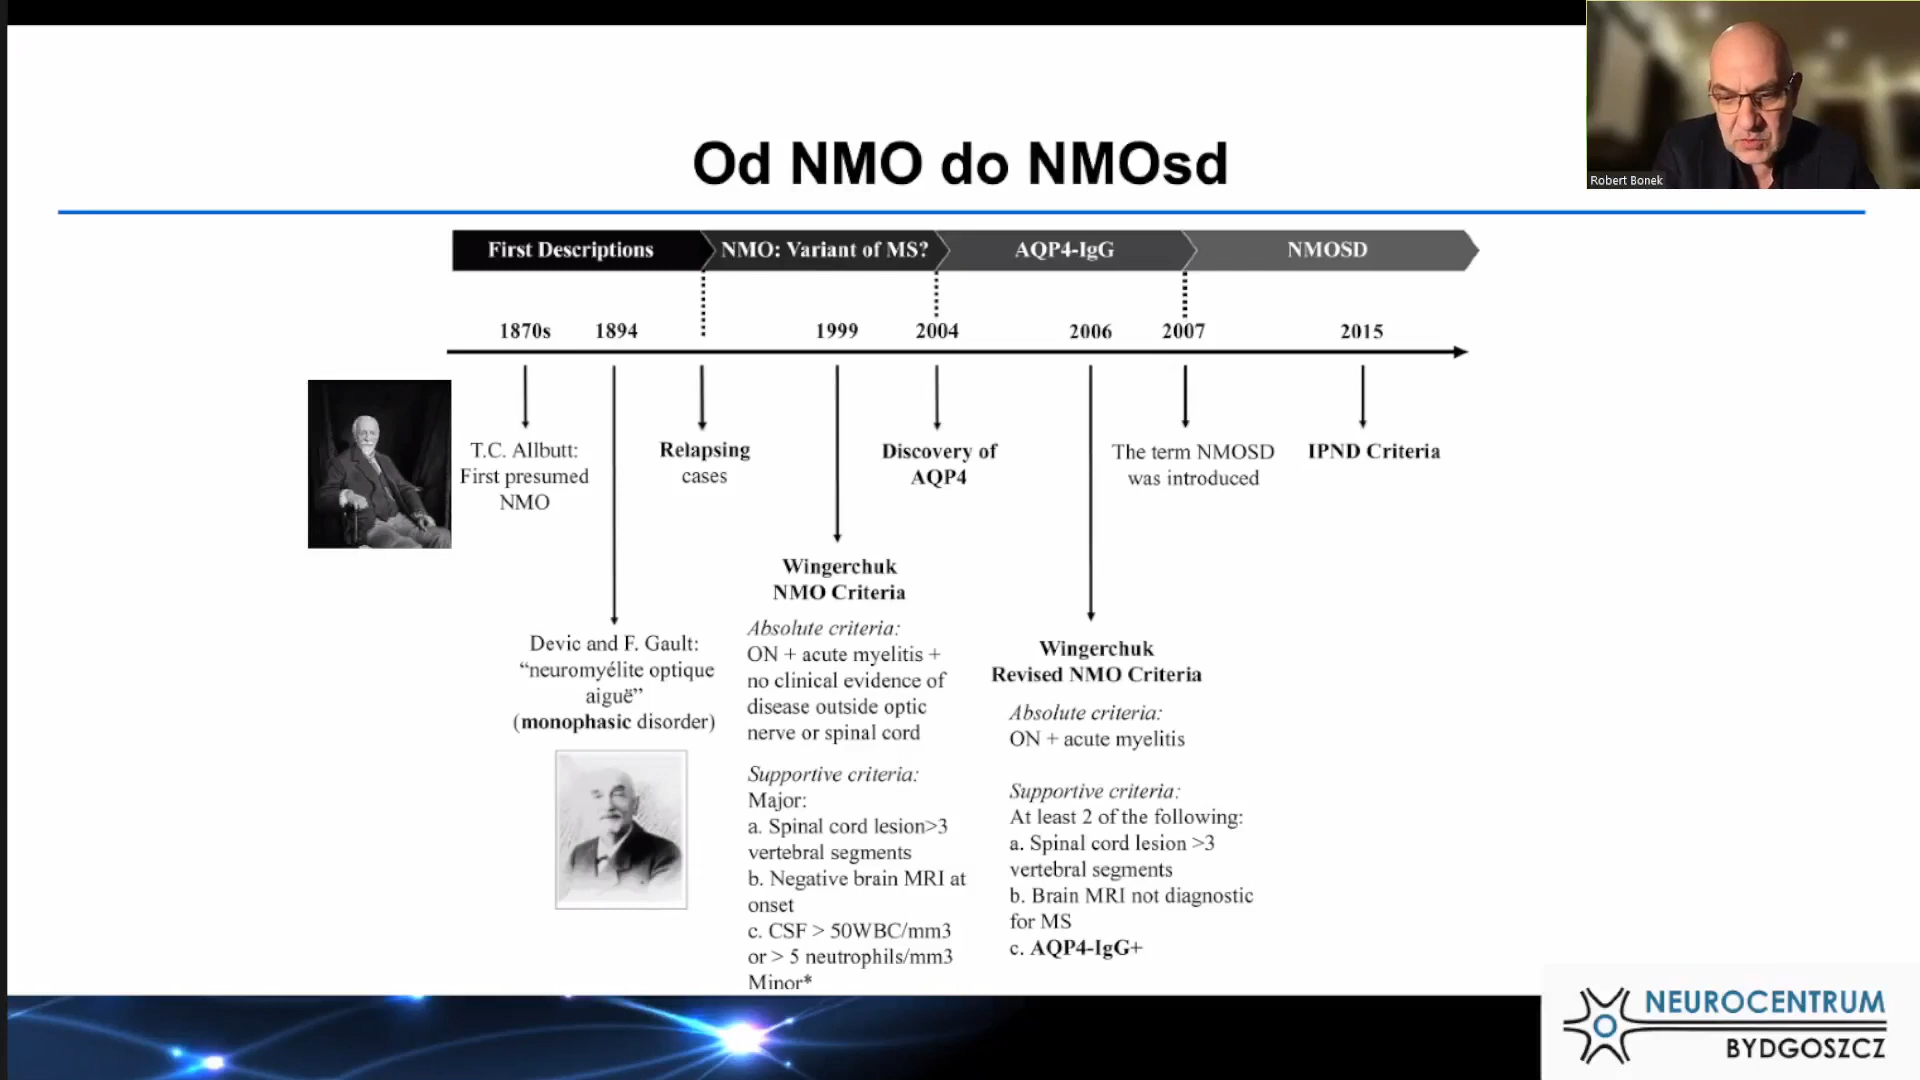 Robert Bonek
Od NMO do NMOsd
First Descriptions
NMO: Variant of MS?
AQP4-IgG
NMOSD
1870s
1894
1999
2004
2006
2007
2015
T.C. Allbutt:
First presumed
NMO
Relapsing
cases
Discovery of
AQP4
The term NMOSD
was introduced
IPND Criteria
Devic and F. Gault:
“neuromyélite optique
aiguë”
(monophasic disorder)
Wingerchuk
NMO Criteria
Absolute criteria:
ON + acute myelitis +
no clinical evidence of
disease outside optic
nerve or spinal cord
Supportive criteria:
Major:
a. Spinal cord lesion>3
vertebral segments
b. Negative brain MRI at
onset
c. CSF > 50WBC/mm3
or > 5 neutrophils/mm3
Minor*
Wingerchuk
Revised NMO Criteria
Absolute criteria:
ON + acute myelitis
Supportive criteria:
At least 2 of the following:
a. Spinal cord lesion >3
vertebral segments
b. Brain MRI not diagnostic
for MS
c. AQP4-IgG+
NEUROCENTRUM
BYDGOSZCZ